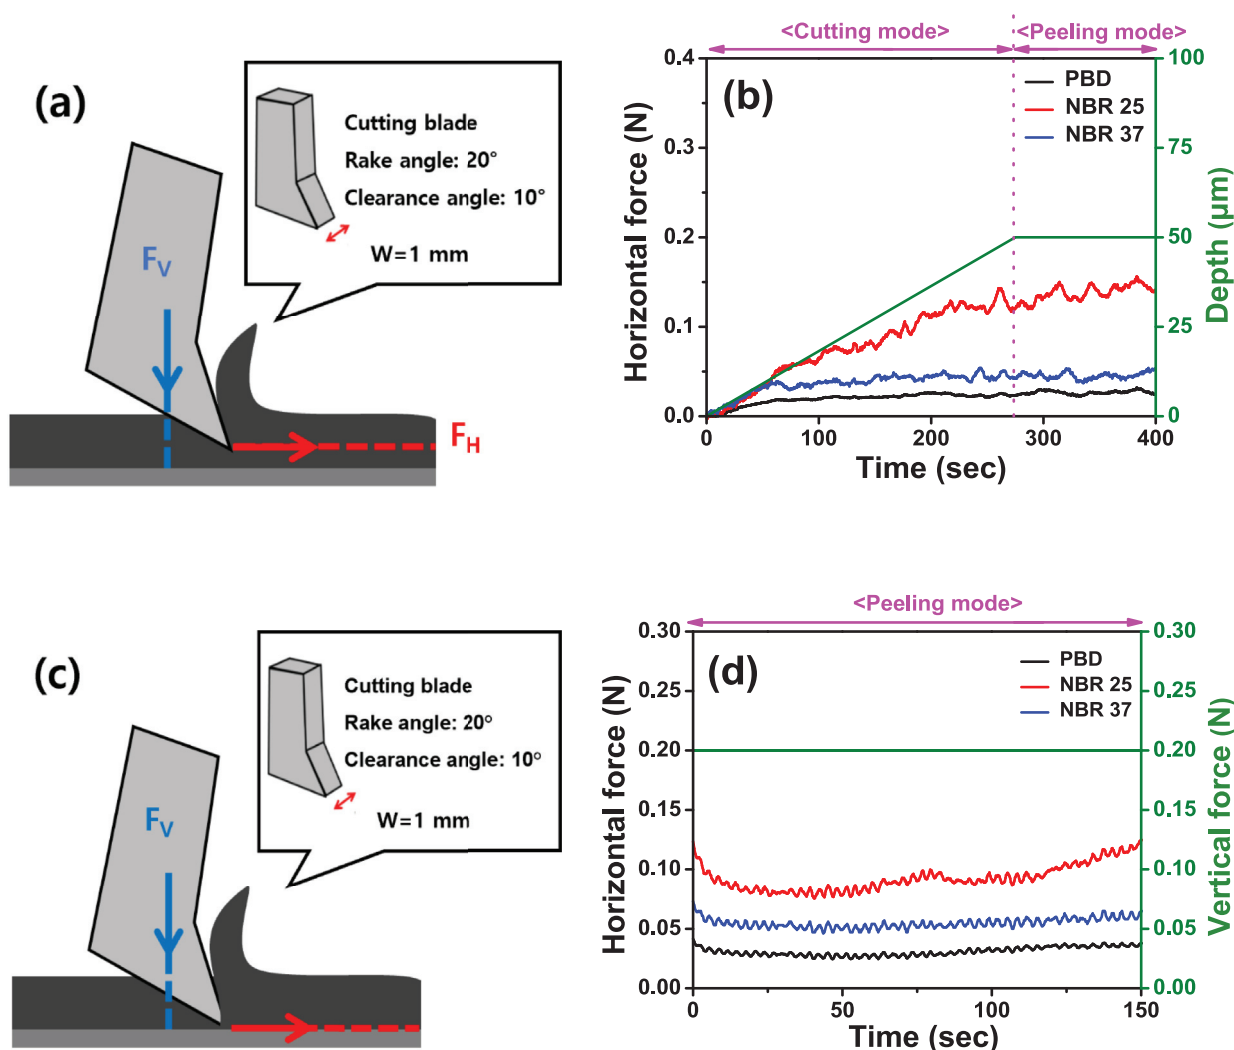 (a)
Cutting blade
Rake angle: 20°
Clearance angle: 10°
W=1 mm
F_V
F_H
<Cutting mode> <Peeling mode>
(b)
PBD
NBR 25
NBR 37
Horizontal force (N)
0.4
0.3
0.2
0.1
0.0
Depth (μm)
100
75
50
25
0
0 100 200 300 400
Time (sec)
(c)
Cutting blade
Rake angle: 20°
Clearance angle: 10°
W=1 mm
F_V
<Peeling mode>
(d)
PBD
NBR 25
NBR 37
Horizontal force (N)
0.30
0.25
0.20
0.15
0.10
0.05
0.00
Vertical force (N)
0.30
0.25
0.20
0.15
0.10
0.05
0.00
0 50 100 150
Time (sec)